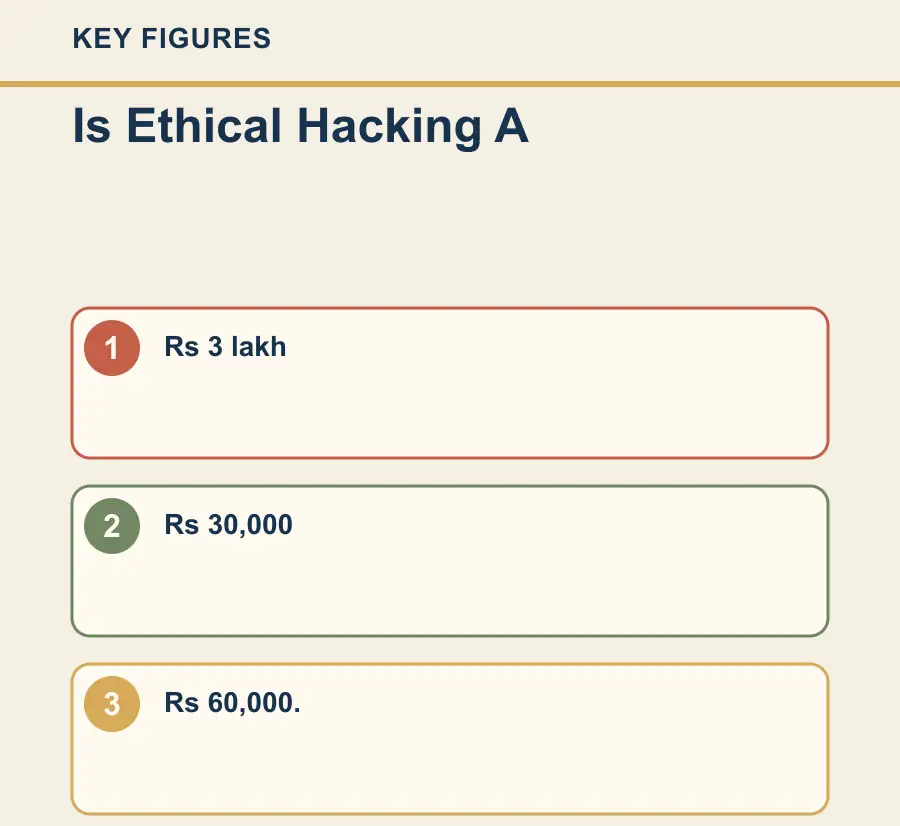 KEY FIGURES
Is Ethical Hacking A
1
Rs 3 lakh
2
Rs 30,000
3
Rs 60,000.